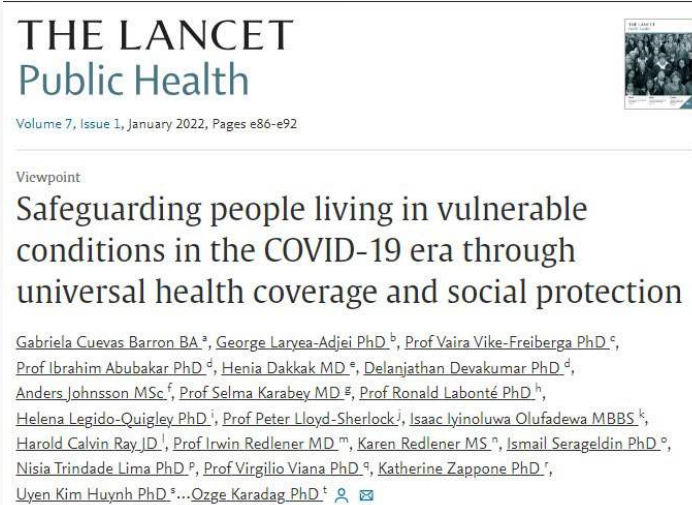 THE LANCET
Public Health
Volume 7, Issue 1, January 2022, Pages e86-e92
Viewpoint
Safeguarding people living in vulnerable
conditions in the COVID-19 era through
universal health coverage and social protection
Gabriela Cuevas Barron BA a, George Laryea-Adjei PhD b, Prof Vaira Vike-Freiberga PhD c,
Prof Ibrahim Abubakar PhD d, Henia Dakkak MD e, Delanjathan Devakumar PhD d,
Anders Johnsson MSc f, Prof Selma Karabey MD g, Prof Ronald Labonté PhD h,
Helena Legido-Quigley PhD i, Prof Peter Lloyd-Sherlock j, Isaac Iyinoluwa Olufadewa MBBS k,
Harold Calvin Ray JD l, Prof Irwin Redlener MD m, Karen Redlener MS n, Ismail Serageldin PhD o,
Nisia Trindade Lima PhD p, Prof Virgilio Viana PhD q, Katherine Zappone PhD r,
Uyen Kim Huynh PhD s...Ozge Karadag PhD t